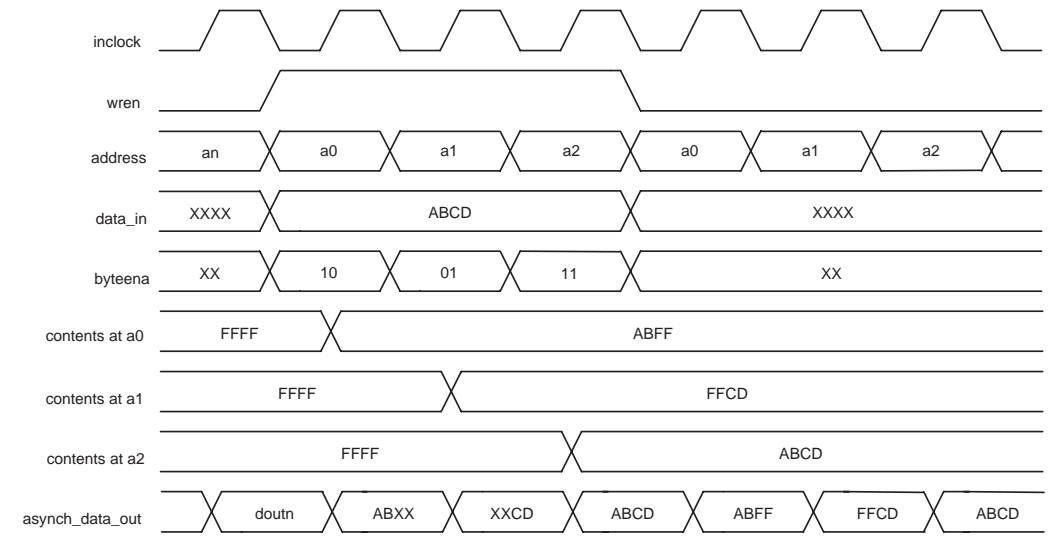 inclock
wren
address an a0 a1 a2 a0 a1 a2
data_in XXXX ABCD XXXX
byteena XX 10 01 11 XX
contents at a0 FFFF ABFF
contents at a1 FFFF FFCD
contents at a2 FFFF ABCD
asynch_data_out doutn ABXX XXCD ABCD ABFF FFCD ABCD